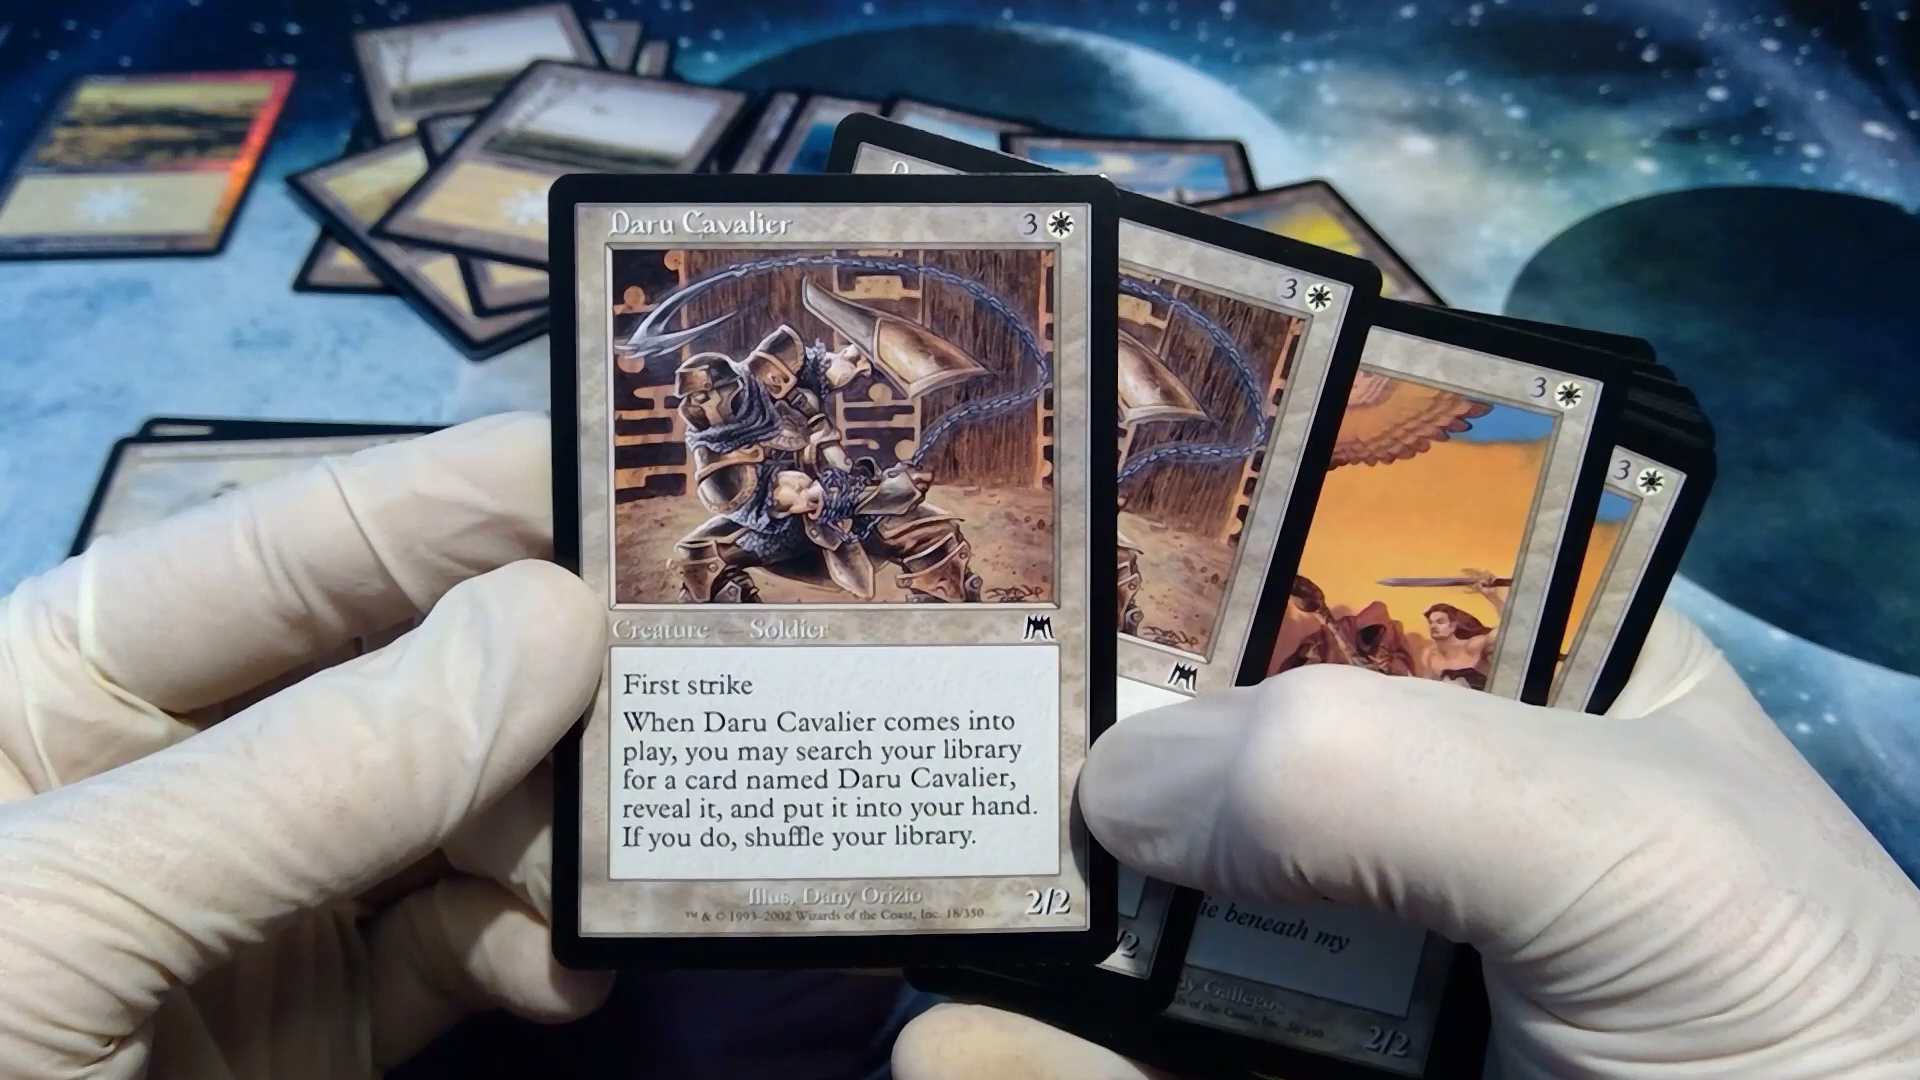 Daru Cavalier 3
Creature — Soldier
First strike
When Daru Cavalier comes into
play, you may search your library
for a card named Daru Cavalier,
reveal it, and put it into your hand.
If you do, shuffle your library.
Illus. Dany Orizio
™ & © 1993–2002 Wizards of the Coast, Inc. 18/350
2/2
3
/2
3
beneath my
Gallegos
2/2
3